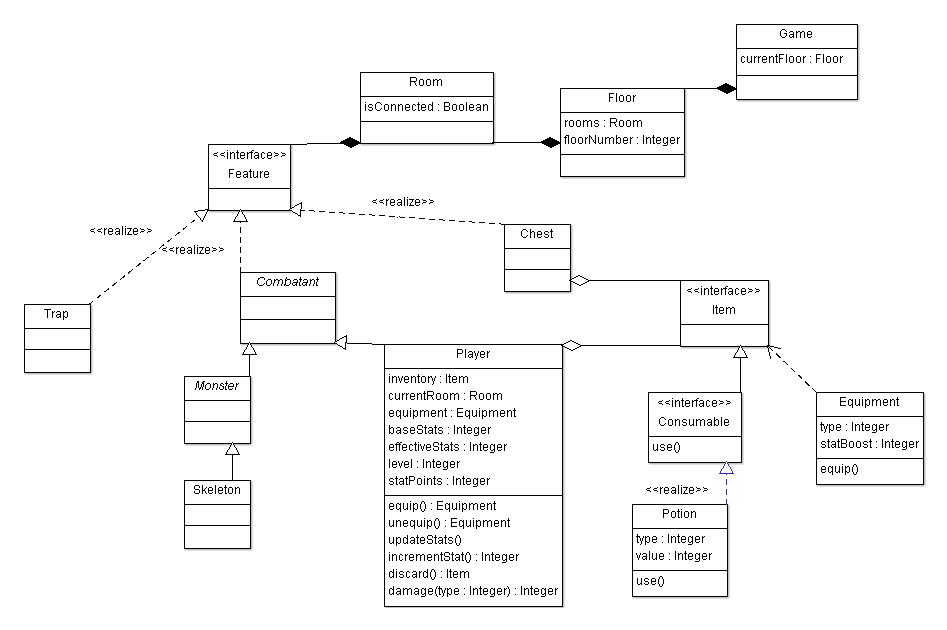 Game
currentFloor : Floor
Room
isConnected : Boolean
Floor
rooms : Room
floorNumber : Integer
<<interface>>
Feature
<<realize>>
<<realize>>
<<realize>>
Chest
Combatant
<<interface>>
Item
Trap
Player
inventory : Item
currentRoom : Room
equipment : Equipment
baseStats : Integer
effectiveStats : Integer
level : Integer
statPoints : Integer
equip() : Equipment
unequip() : Equipment
updateStats()
incrementStat() : Integer
discard() : Item
damage(type : Integer) : Integer
Monster
Skeleton
<<interface>>
Consumable
use()
Equipment
type : Integer
statBoost : Integer
equip()
<<realize>>
Potion
type : Integer
value : Integer
use()